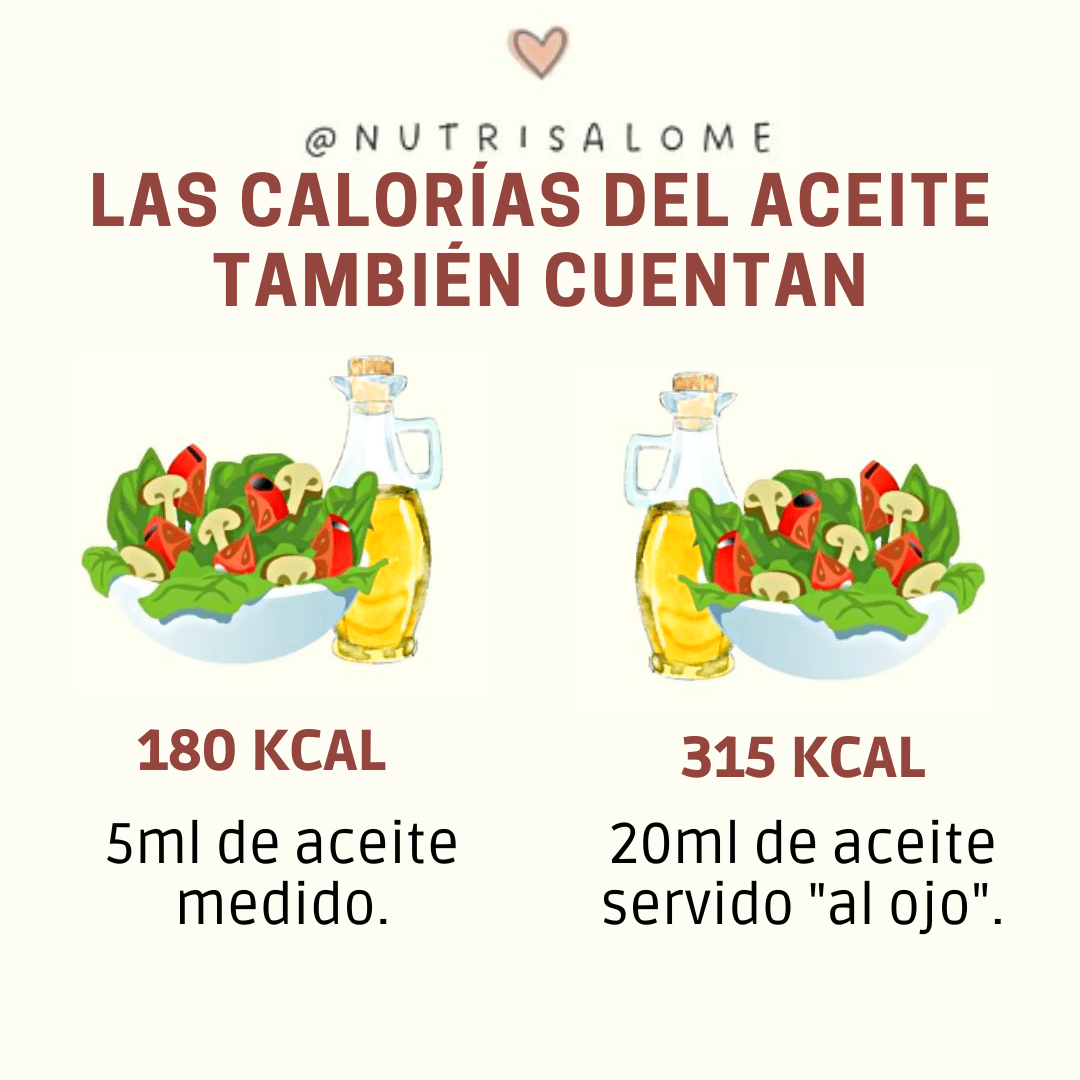 @NUTRISALOME
LAS CALORÍAS DEL ACEITE
TAMBIÉN CUENTAN
180 KCAL
5ml de aceite
medido.
315 KCAL
20ml de aceite
servido "al ojo".